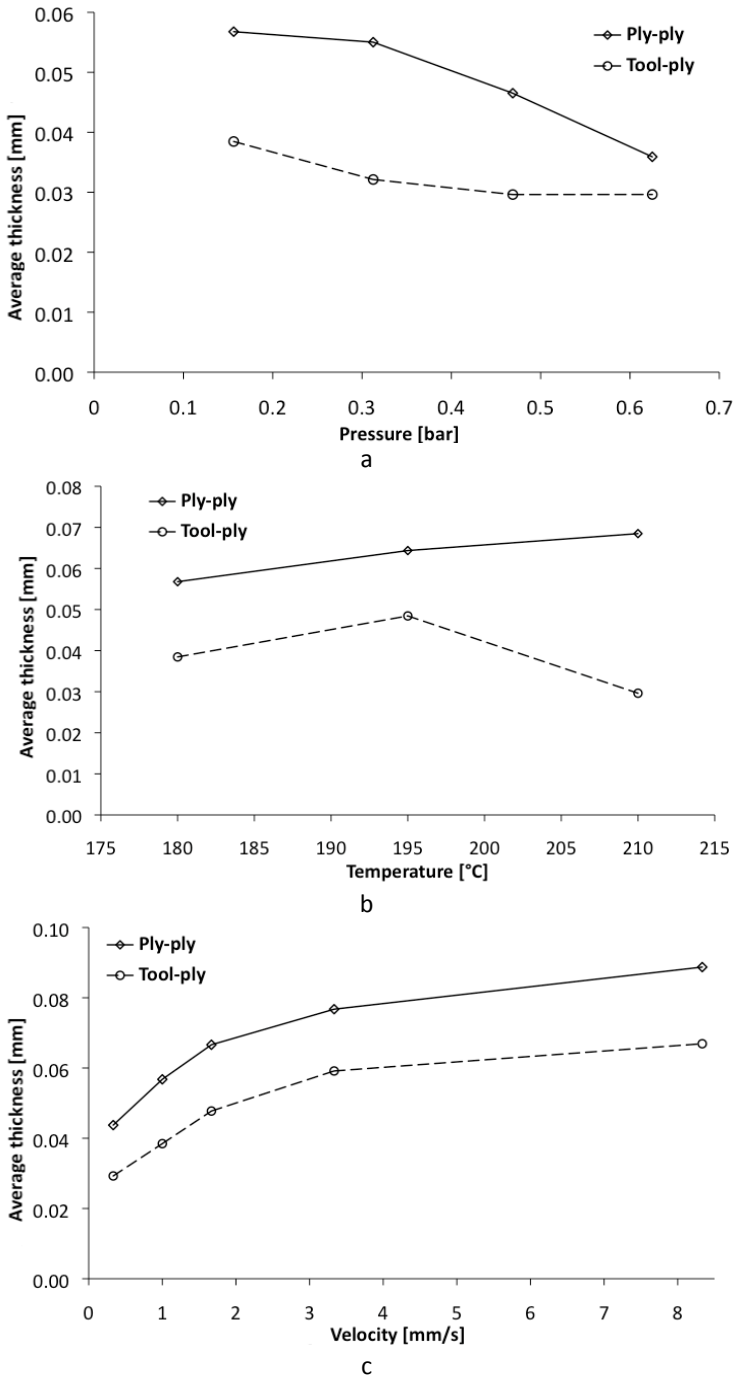 0.06
Ply-ply
0.05
Tool-ply
0.04
0.03
0.02
0.01
0.00
Average thickness [mm]
0 0.1 0.2 0.3 0.4 0.5 0.6 0.7
Pressure [bar]
a
0.08
Ply-ply
0.07
Tool-ply
0.06
0.05
0.04
0.03
0.02
0.01
0.00
Average thickness [mm]
175 180 185 190 195 200 205 210 215
Temperature [°C]
b
0.10
Ply-ply
Tool-ply
0.08
0.06
0.04
0.02
0.00
Average thickness [mm]
0 1 2 3 4 5 6 7 8
Velocity [mm/s]
c